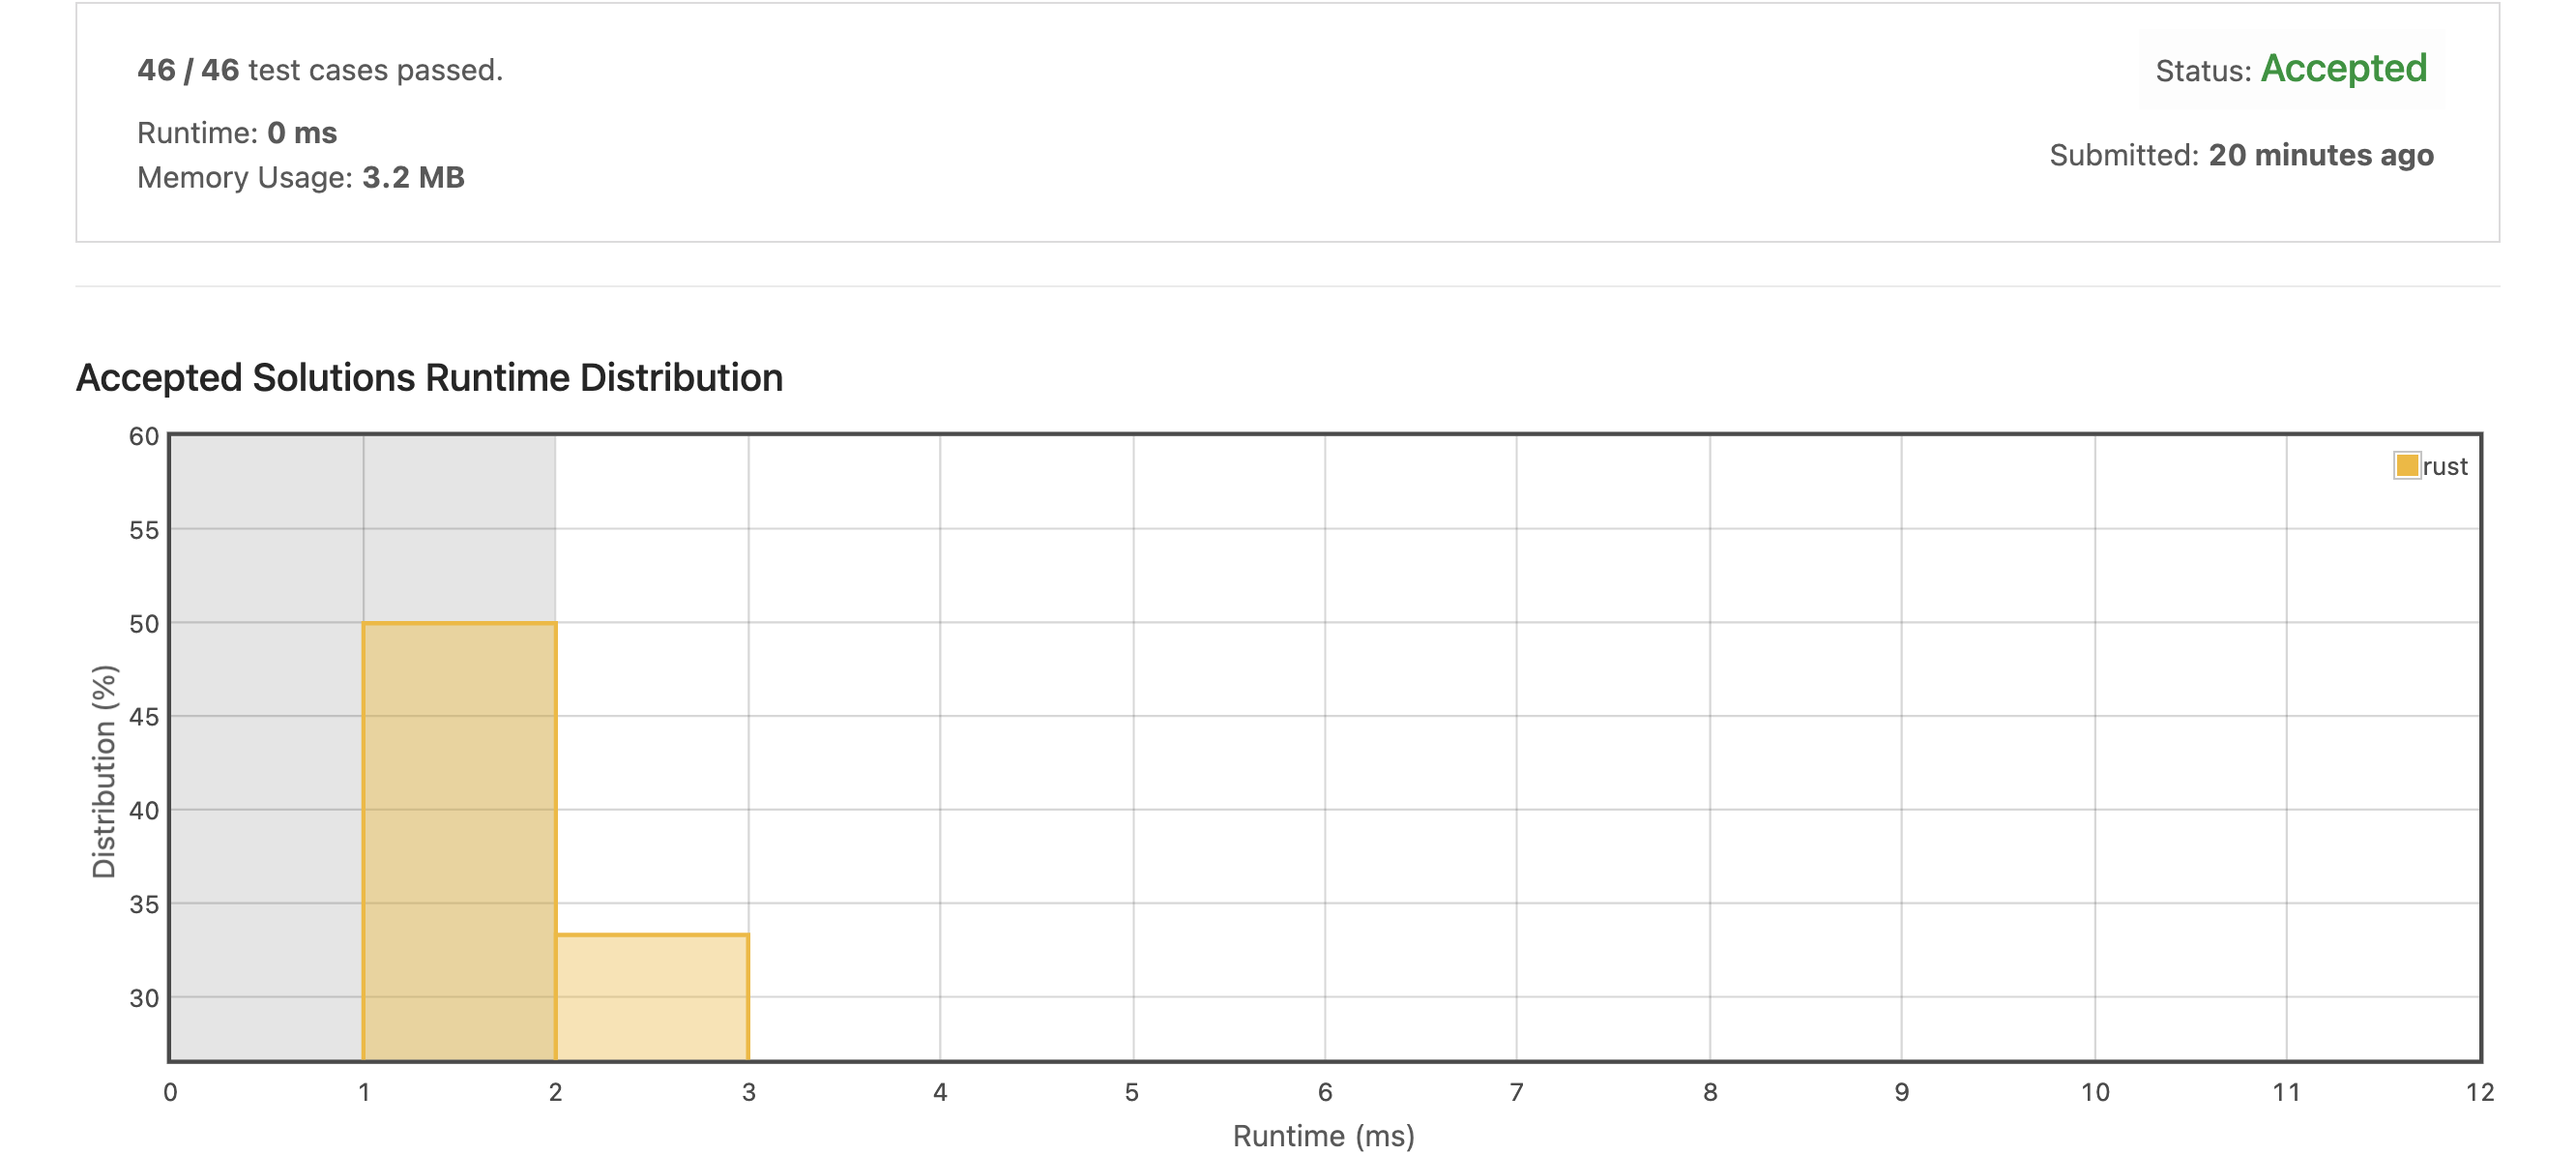 46 / 46 test cases passed.
Status: Accepted
Runtime: 0 ms
Submitted: 20 minutes ago
Memory Usage: 3.2 MB
Accepted Solutions Runtime Distribution
60
rust
55
50
45
40
35
30
Distribution (%)
0 1 2 3 4 5 6 7 8 9 10 11 12
Runtime (ms)